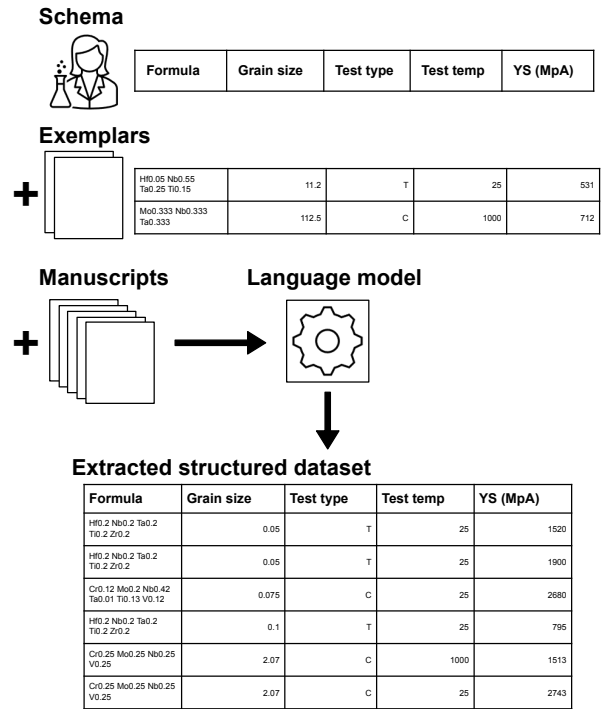 Schema
Formula Grain size Test type Test temp YS (MpA)
Exemplars
+
Hf0.05 Nb0.55
Ta0.25 Ti0.15 11.2 T 25 531
Mo0.333 Nb0.333
Ta0.333 112.5 C 1000 712
Manuscripts Language model
+
Extracted structured dataset
Formula Grain size Test type Test temp YS (MpA)
Hf0.2 Nb0.2 Ta0.2
Ti0.2 Zr0.2 0.05 T 25 1520
Hf0.2 Nb0.2 Ta0.2
Ti0.2 Zr0.2 0.05 T 25 1900
Cr0.12 Mo0.2 Nb0.42
Ta0.01 Ti0.13 V0.12 0.075 C 25 2680
Hf0.2 Nb0.2 Ta0.2
Ti0.2 Zr0.2 0.1 T 25 795
Cr0.25 Mo0.25 Nb0.25
V0.25 2.07 C 1000 1513
Cr0.25 Mo0.25 Nb0.25
V0.25 2.07 C 25 2743